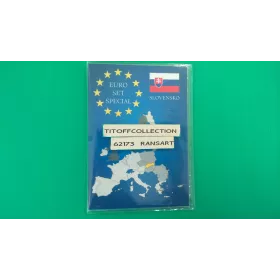 EURO
SET
SPECIAL
SLOVENSKO
TITOFFCOLLECTION
62173 RANSART